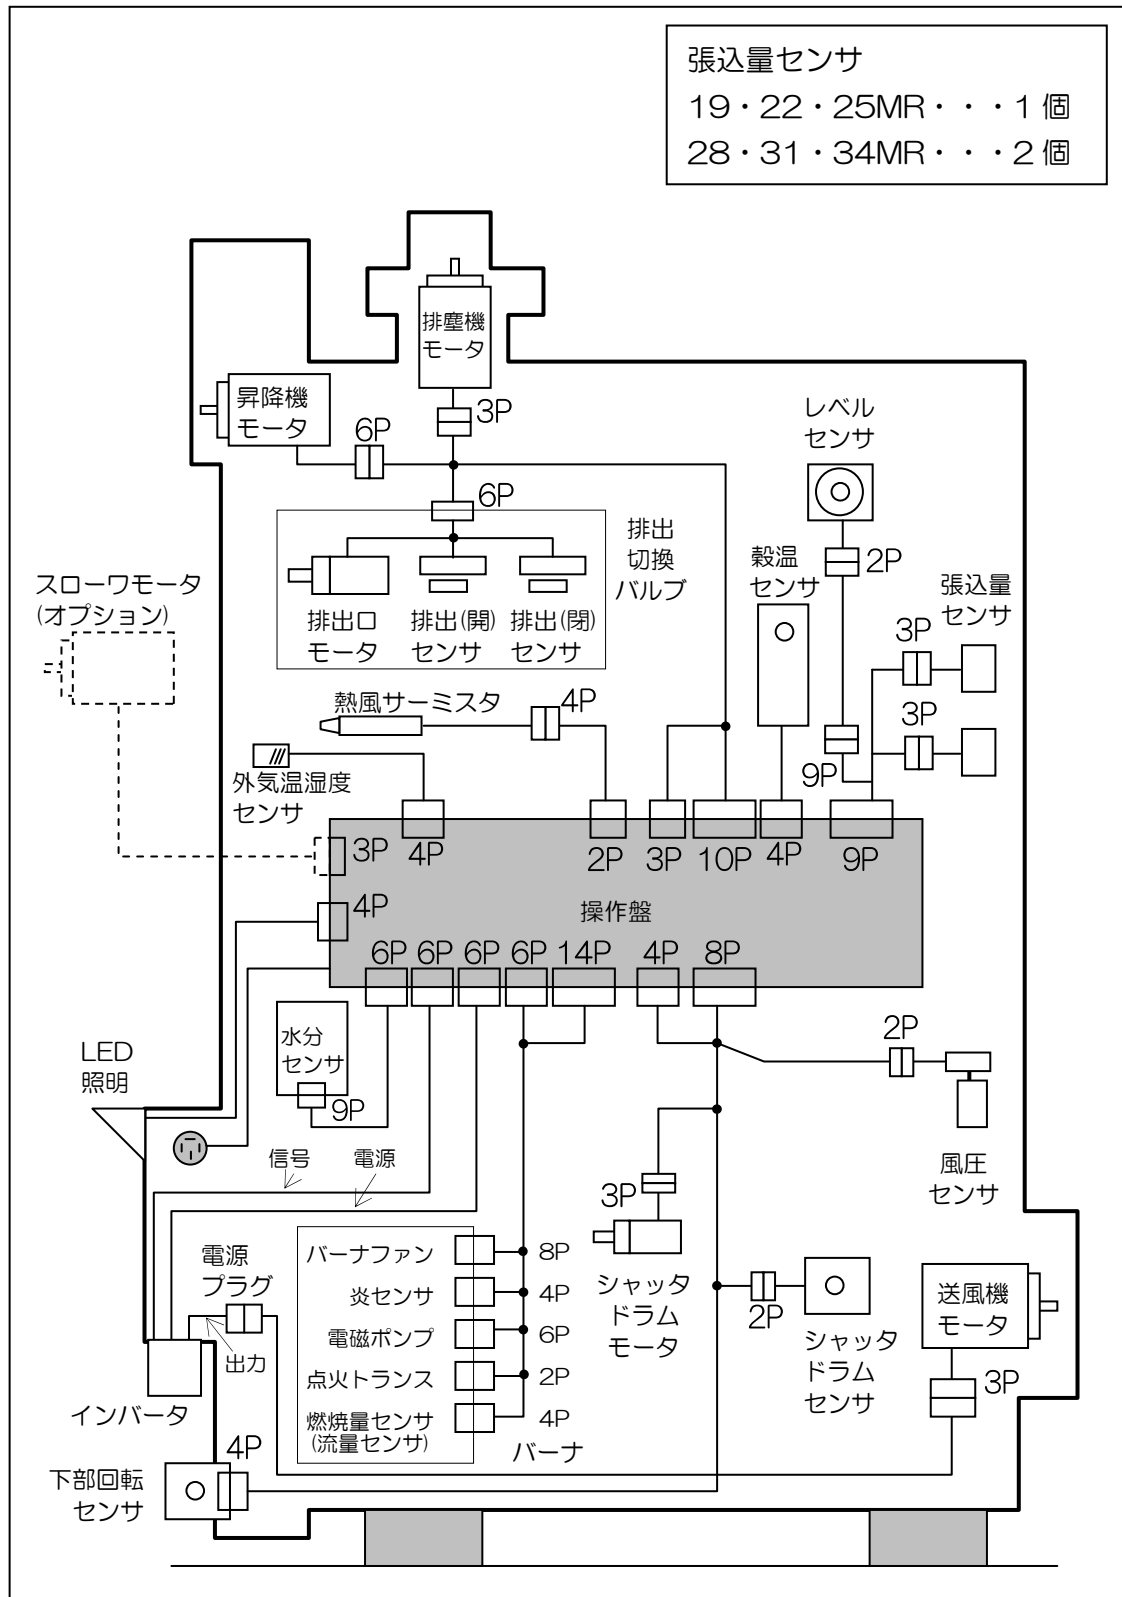 張込量センサ
19・22・25MR・・・1個
28・31・34MR・・・2個
排塵機
モータ
3P
昇降機
モータ
6P
6P
排出
切換
バルブ
排出口
モータ
排出(開)
センサ
排出(閉)
センサ
レベル
センサ
2P
穀温
センサ
張込量
センサ
3P
3P
9P
スローワモータ
(オプション)
熱風サーミスタ
4P
外気温湿度
センサ
3P
4P
2P
3P
10P
4P
9P
4P
操作盤
6P
6P
6P
6P
14P
4P
8P
水分
センサ
9P
2P
風圧
センサ
LED
照明
信号
電源
3P
シャッタ
ドラム
モータ
電源
プラグ
出力
インバータ
バーナファン
8P
炎センサ
4P
電磁ポンプ
6P
点火トランス
2P
燃焼量センサ
(流量センサ)
4P
バーナ
2P
シャッタ
ドラム
センサ
送風機
モータ
3P
4P
下部回転
センサ